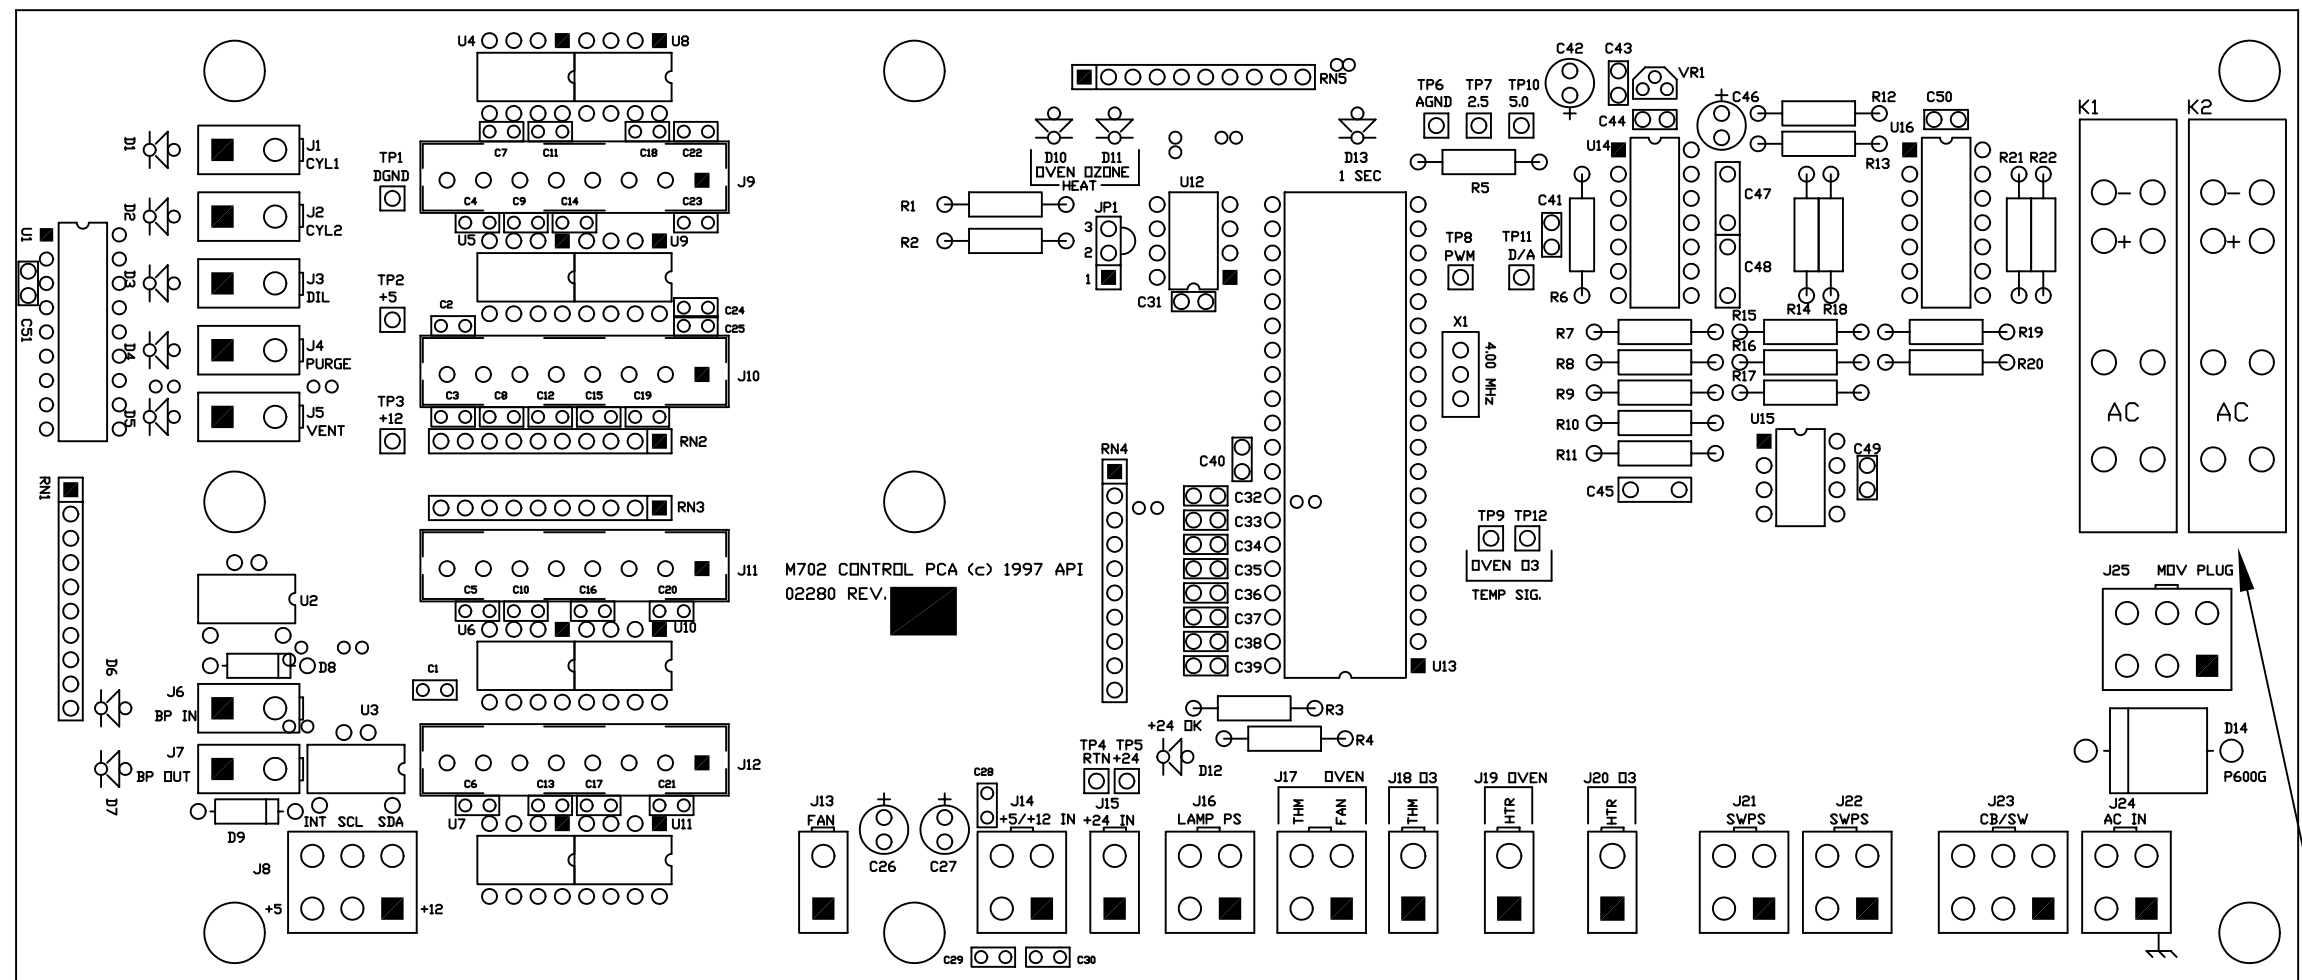 U4
U8
C7
C11
C18
C22
J9
C4
C9
C14
C23
U5
U9
C2
C24
C25
J10
C3
C8
C12
C15
C19
RN2
RN3
J11
C5
C10
C16
C20
U6
U10
C1
J12
C6
C13
C17
C21
U7
U11
D1
J1
CYL1
D2
J2
CYL2
U1
D3
J3
DIL
C51
D4
J4
PURGE
D5
J5
VENT
TP1
DGND
TP2
+5
TP3
+12
RN1
U2
D8
D6
J6
BP IN
U3
J7
BP OUT
D7
D9
INT SCL SDA
J8
+5
+12
M702 CONTROL PCA (c) 1997 API
02280 REV.
RN5
D10
D11
OVEN OZONE
HEAT
D13
1 SEC
R1
R2
JP1
3
2
1
U12
C31
TP6
AGND
TP7
2.5
TP10
5.0
R5
TP8
PWM
TP11
D/A
X1
4.00 MHz
RN4
C40
C32
C33
C34
C35
C36
C37
C38
C39
U13
TP9 TP12
OVEN O3
TEMP SIG.
R3
R4
+24 OK
D12
TP4
RTN
TP5
+24
C42
C43
VR1
C44
C46
R12
R13
U14
U16
C50
C41
R6
C47
C48
R14
R18
R21
R22
R7
R8
R9
R10
R11
R15
R16
R17
R19
R20
U15
C49
C45
K1
K2
-
-
+
+
AC
AC
J25
MOV PLUG
D14
P600G
J13
FAN
C26
C27
C28
J14
+5/+12 IN
C29
C30
J15
+24 IN
J16
LAMP PS
J17 OVEN
THM
FAN
J18 O3
THM
J19 OVEN
HTR
J20 O3
HTR
J21
SWPS
J22
SWPS
J23
CB/SW
J24
AC IN